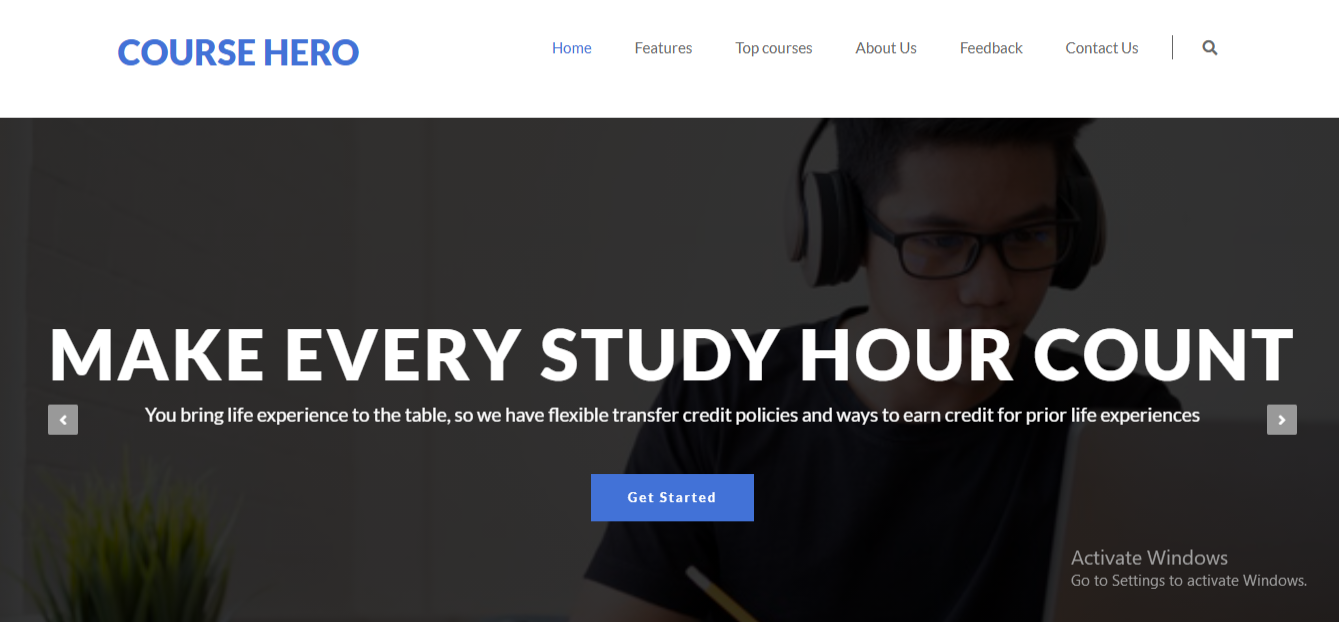 COURSE HERO
Home Features Top courses About Us Feedback Contact Us
MAKE EVERY STUDY HOUR COUNT
You bring life experience to the table, so we have flexible transfer credit policies and ways to earn credit for prior life experiences
Get Started
Activate Windows
Go to Settings to activate Windows.